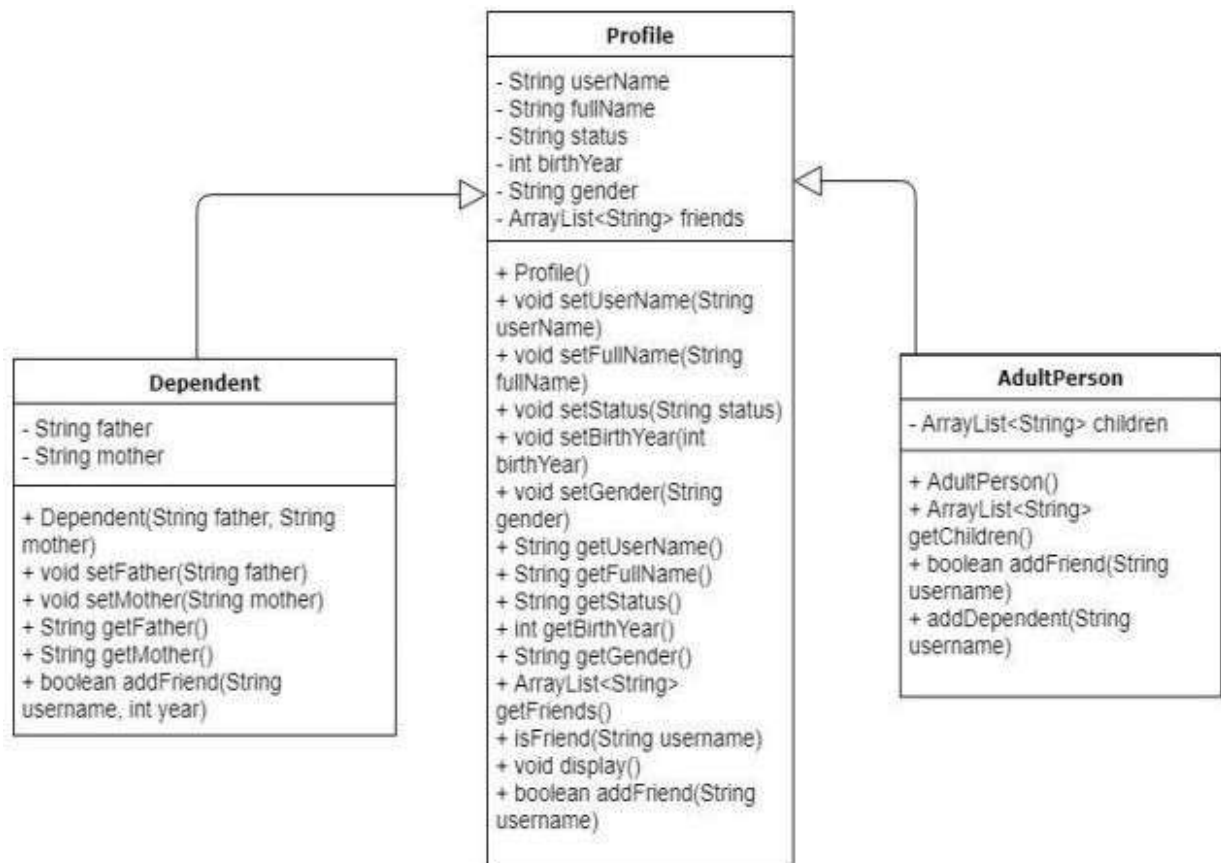 Profile
- String userName
- String fullName
- String status
- int birthYear
- String gender
- ArrayList<String> friends
+ Profile()
+ void setUserName(String
userName)
+ void setFullName(String
fullName)
+ void setStatus(String status)
+ void setBirthYear(int
birthYear)
+ void setGender(String
gender)
+ String getUserName()
+ String getFullName()
+ String getStatus()
+ int getBirthYear()
+ String getGender()
+ ArrayList<String>
getFriends()
+ isFriend(String username)
+ void display()
+ boolean addFriend(String
username)
Dependent
- String father
- String mother
+ Dependent(String father, String
mother)
+ void setFather(String father)
+ void setMother(String mother)
+ String getFather()
+ String getMother()
+ boolean addFriend(String
username, int year)
AdultPerson
- ArrayList<String> children
+ AdultPerson()
+ ArrayList<String>
getChildren()
+ boolean addFriend(String
username)
+ addDependent(String
username)